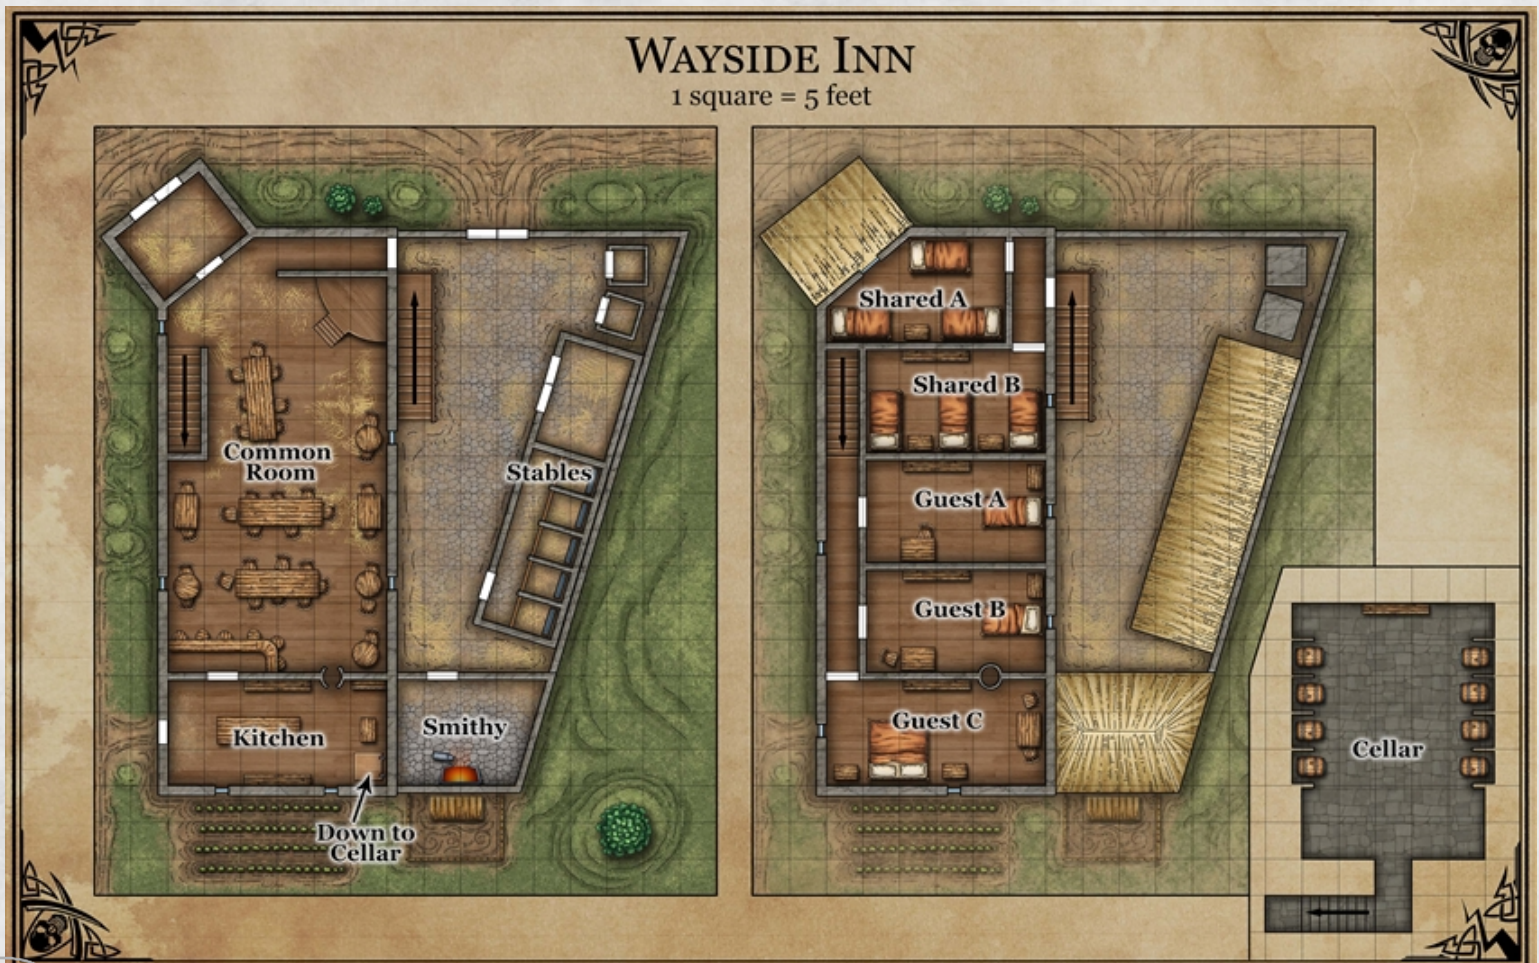 WAYSIDE INN
1 square = 5 feet
Common
Room
Stables
Kitchen
Smithy
Down to
Cellar
Shared A
Shared B
Guest A
Guest B
Guest C
Cellar